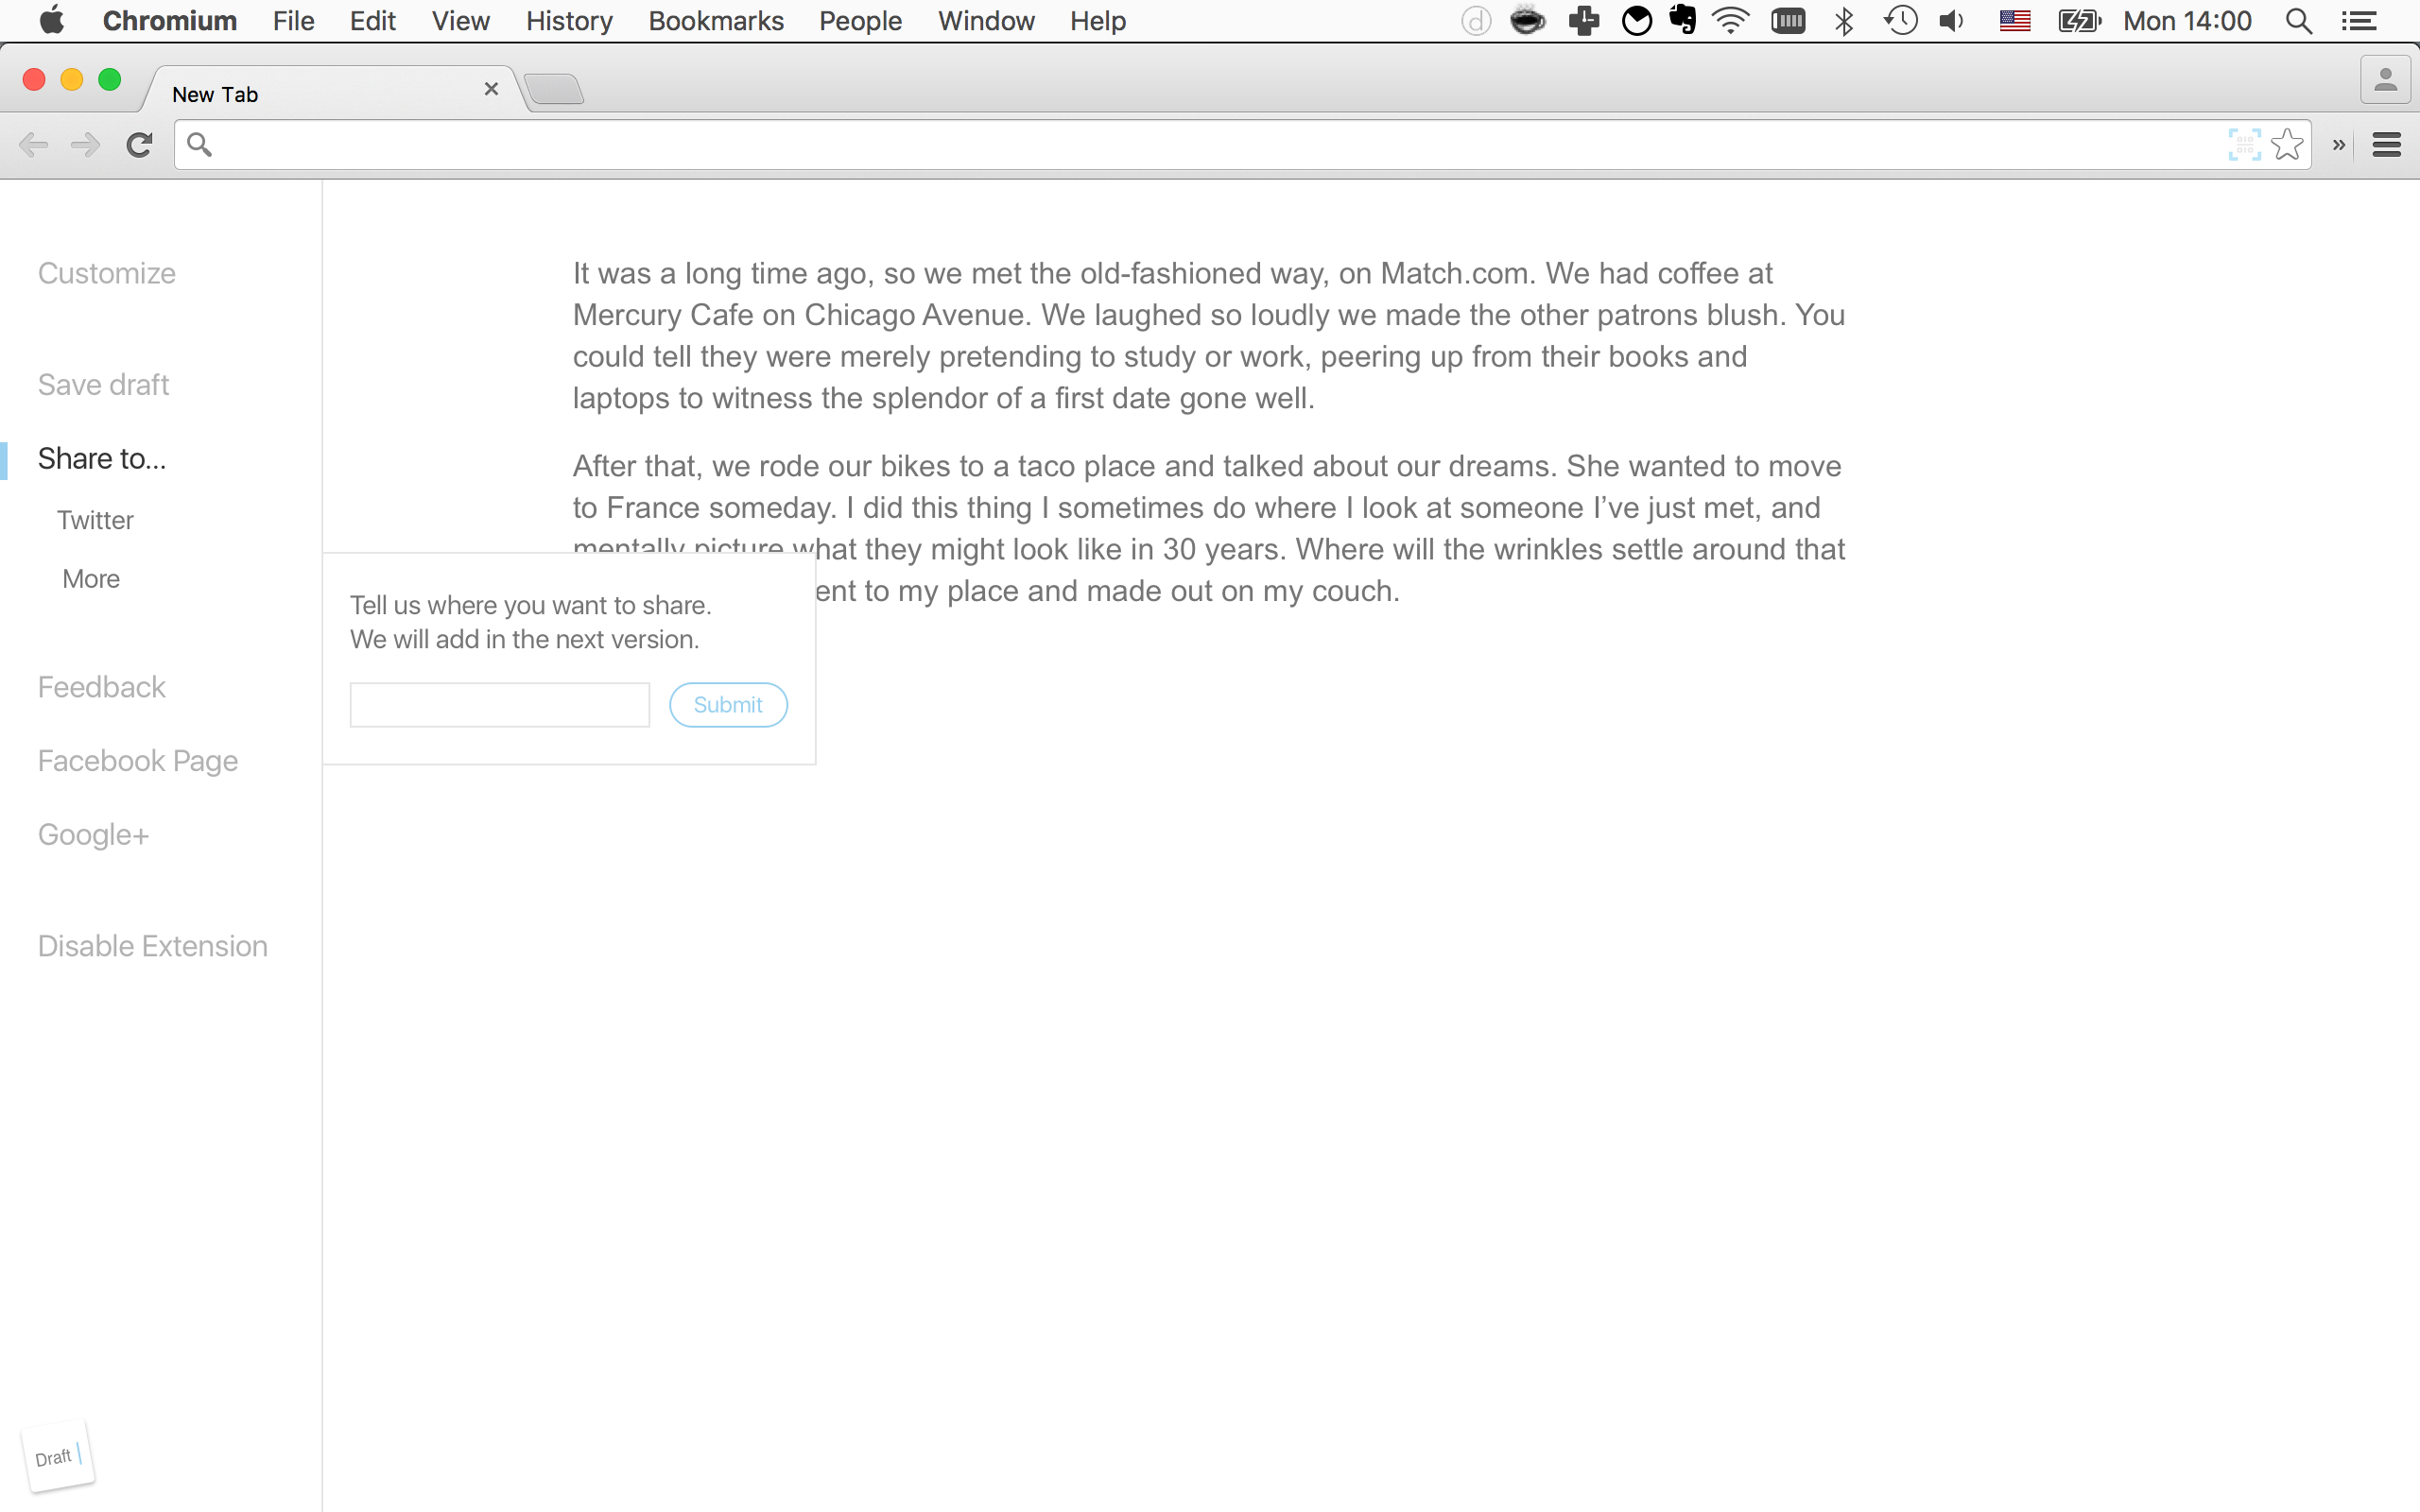 Chromium File Edit View History Bookmarks People Window Help Mon 14:00
New Tab
Customize
Save draft
Share to...
Twitter
More
Feedback
Facebook Page
Google+
Disable Extension
Draft
It was a long time ago, so we met the old-fashioned way, on Match.com. We had coffee at
Mercury Cafe on Chicago Avenue. We laughed so loudly we made the other patrons blush. You
could tell they were merely pretending to study or work, peering up from their books and
laptops to witness the splendor of a first date gone well.
After that, we rode our bikes to a taco place and talked about our dreams. She wanted to move
to France someday. I did this thing I sometimes do where I look at someone I’ve just met, and
mentally picture what they might look like in 30 years. Where will the wrinkles settle around that
ent to my place and made out on my couch.
Tell us where you want to share.
We will add in the next version.
Submit